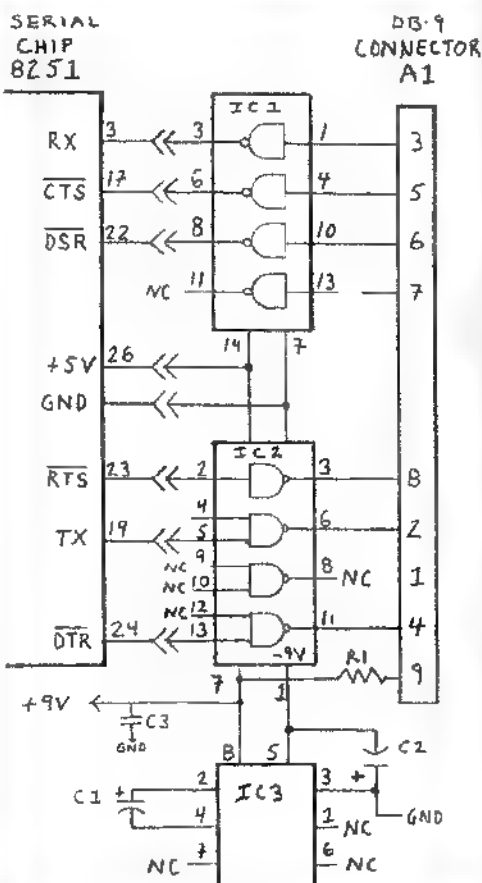 SERIAL
CHIP
8251
DB-9
CONNECTOR
A1
IC1
RX 3 3 1 3
CTS 17 6 4 5
DSR 22 8 10 6
NC 11 13 7
14 7
+5V 26
GND
IC2
RTS 23 2 3 8
4
TX 19 5 6 2
NC 9
8 NC 1
NC 10
NC 12
DTR 24 13 11 4
-9V
R1
7 1 9
+9V
C3
GND
8 5
C2
IC3
C1 + 2 3 +
4 1 NC GND
NC 7 6 NC